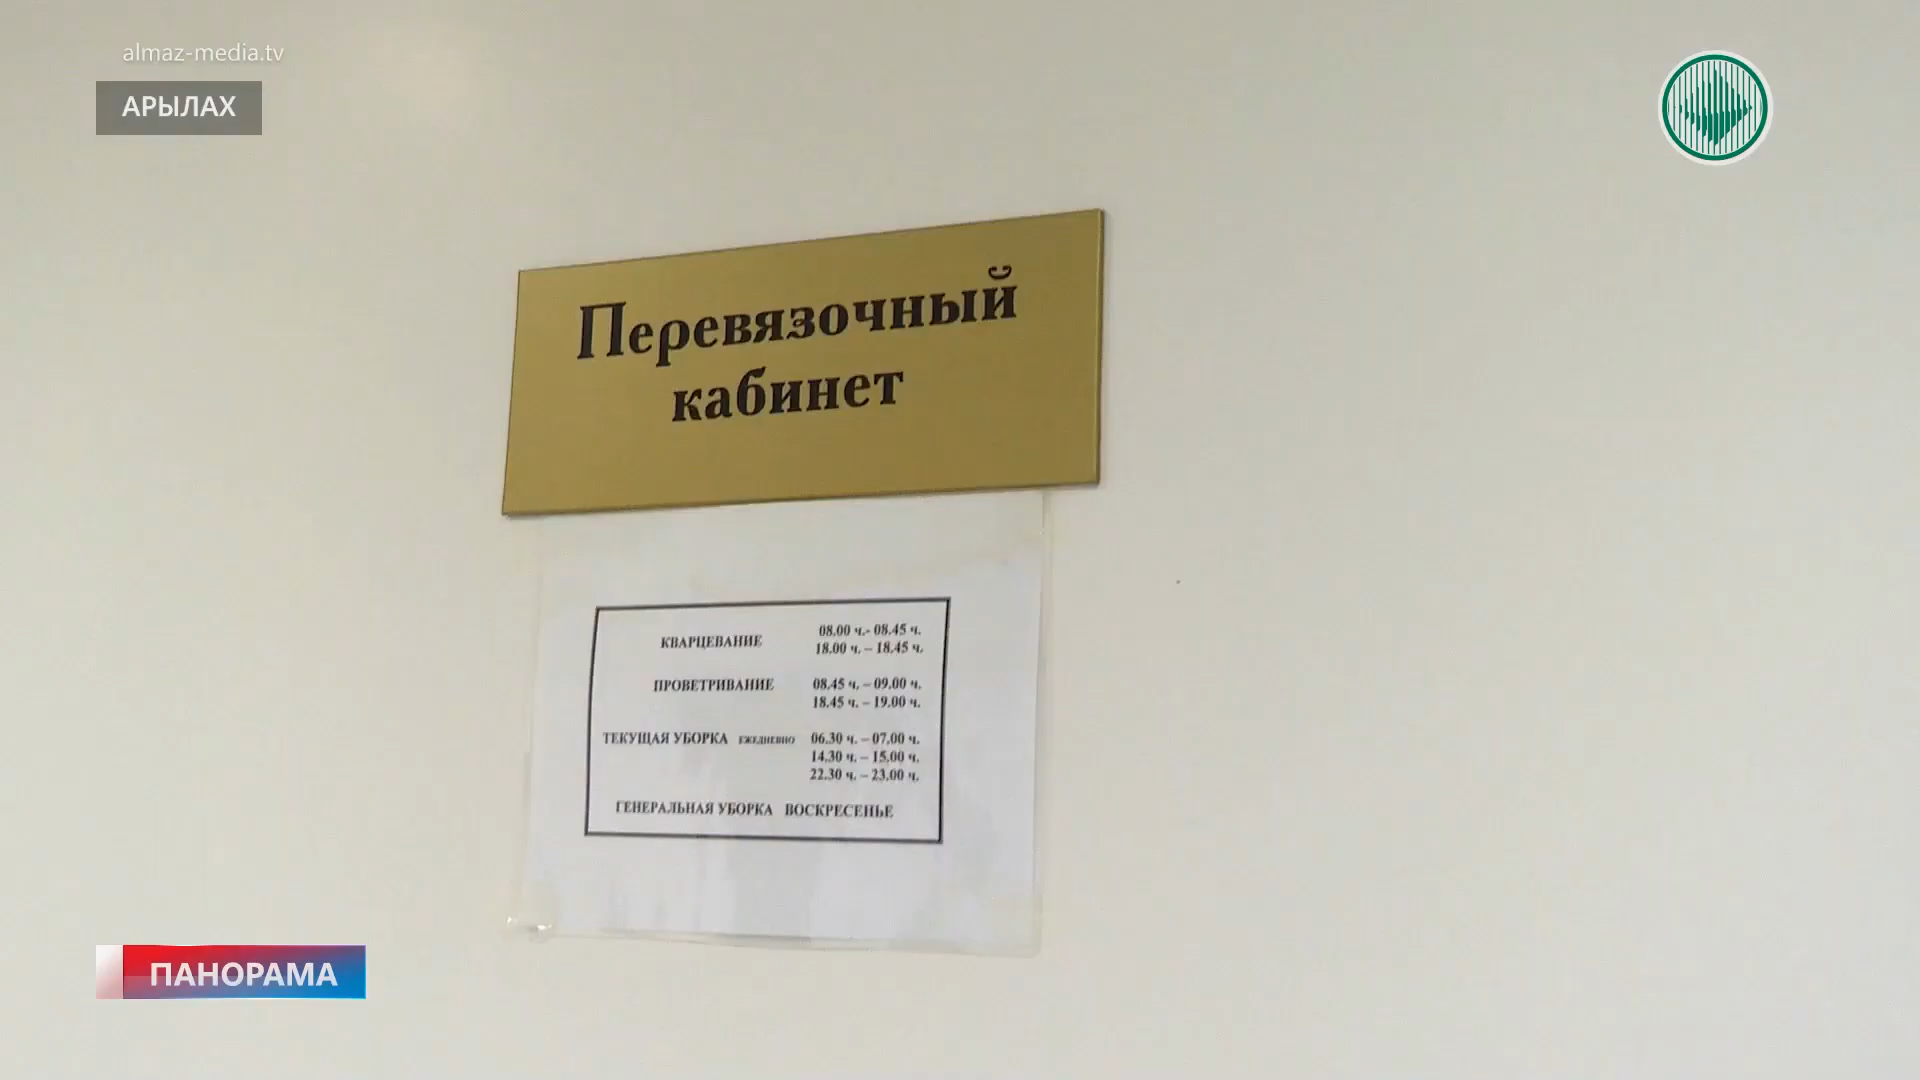 almaz-media.tv
АРЫЛАХ
Перевязочный
кабинет
КВАРЦЕВАНИЕ 08.00 ч.- 08.45 ч.
18.00 ч. – 18.45 ч.
ПРОВЕТРИВАНИЕ 08.45 ч. – 09.00 ч.
18.45 ч. – 19.00 ч.
ТЕКУЩАЯ УБОРКА ЕЖЕДНЕВНО 06.30 ч. – 07.00 ч.
14.30 ч. – 15.00 ч.
22.30 ч. – 23.00 ч.
ГЕНЕРАЛЬНАЯ УБОРКА ВОСКРЕСЕНЬЕ
ПАНОРАМА